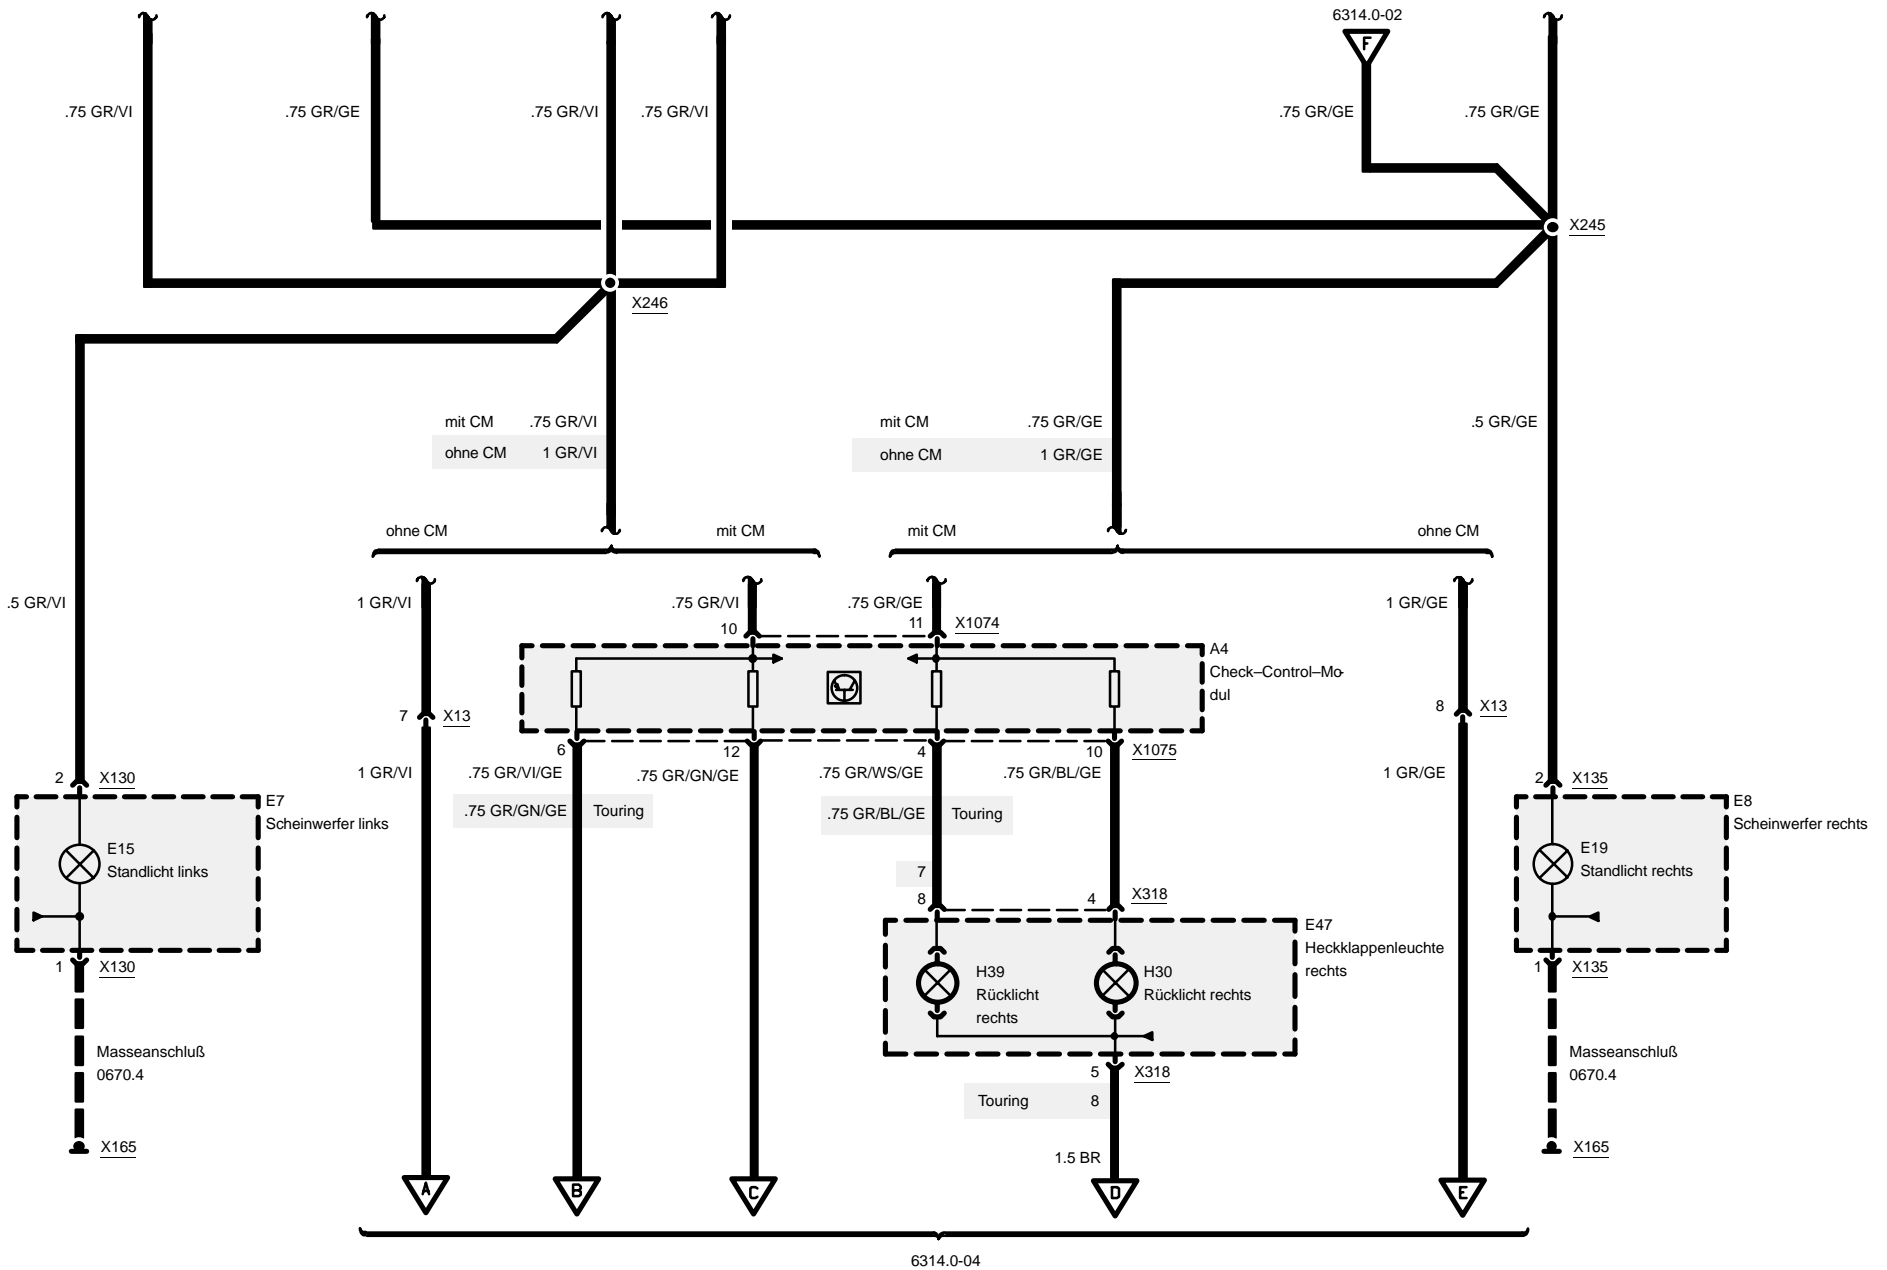 6314.0-02
F
.75 GR/VI
.75 GR/GE
.75 GR/VI
.75 GR/VI
.75 GR/GE
.75 GR/GE
X245
X246
mit CM .75 GR/VI
ohne CM 1 GR/VI
mit CM .75 GR/GE
ohne CM 1 GR/GE
.5 GR/GE
ohne CM
mit CM
mit CM
ohne CM
.5 GR/VI
1 GR/VI
.75 GR/VI
.75 GR/GE
1 GR/GE
10
11
X1074
A4
Check–Control–Mo-
dul
7
X13
8
X13
6
12
4
10
X1075
1 GR/VI
.75 GR/VI/GE
.75 GR/GN/GE
.75 GR/WS/GE
.75 GR/BL/GE
1 GR/GE
2
X130
2
X135
E7
Scheinwerfer links
.75 GR/GN/GE Touring
.75 GR/BL/GE Touring
E8
Scheinwerfer rechts
E15
Standlicht links
E19
Standlicht rechts
7
8
4
X318
E47
Heckklappenleuchte
rechts
1
X130
H39
Rücklicht
rechts
H30
Rücklicht rechts
1
X135
Masseanschluß
0670.4
Masseanschluß
0670.4
5
X318
Touring 8
X165
1.5 BR
X165
A
B
C
D
E
6314.0-04